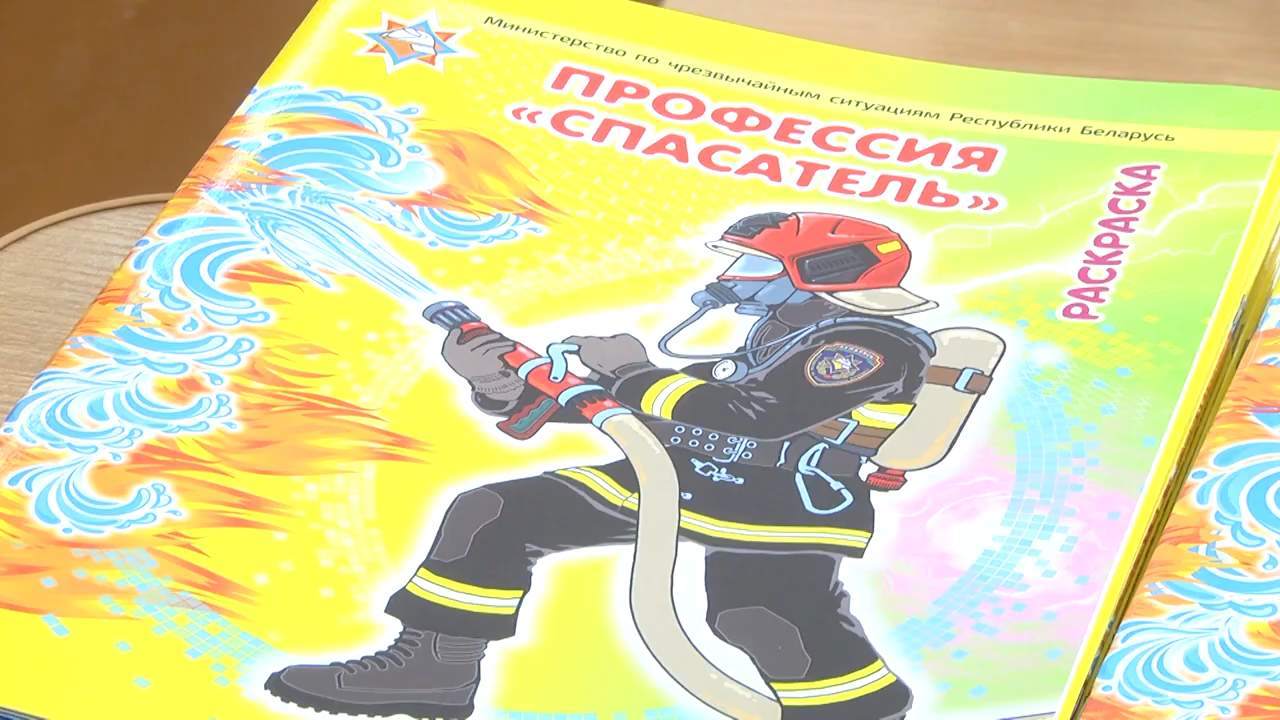 Министерство по чрезвычайным ситуациям Республики Беларусь
ПРОФЕССИЯ
«СПАСАТЕЛЬ»
РАСКРАСКА